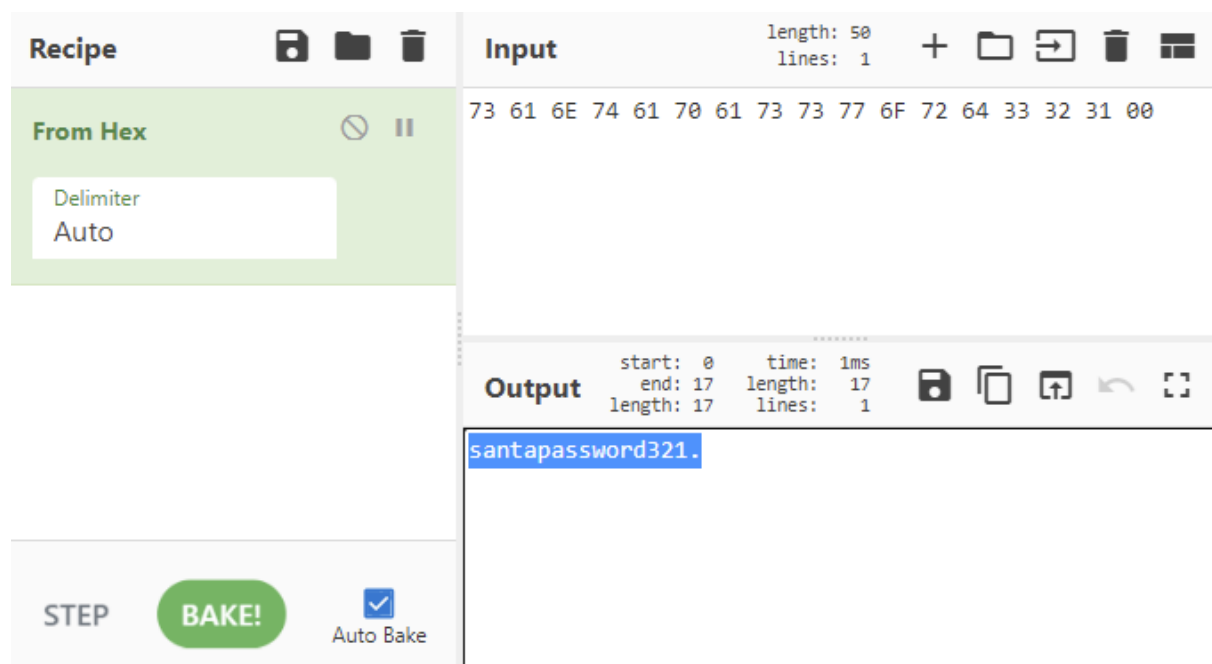 Recipe
From Hex
Delimiter
Auto
STEP
BAKE!
Auto Bake
Input
length: 50
lines: 1
73 61 6E 74 61 70 61 73 73 77 6F 72 64 33 32 31 00
Output
start: 0
end: 17
length: 17
time: 1ms
length: 17
lines: 1
santapassword321.